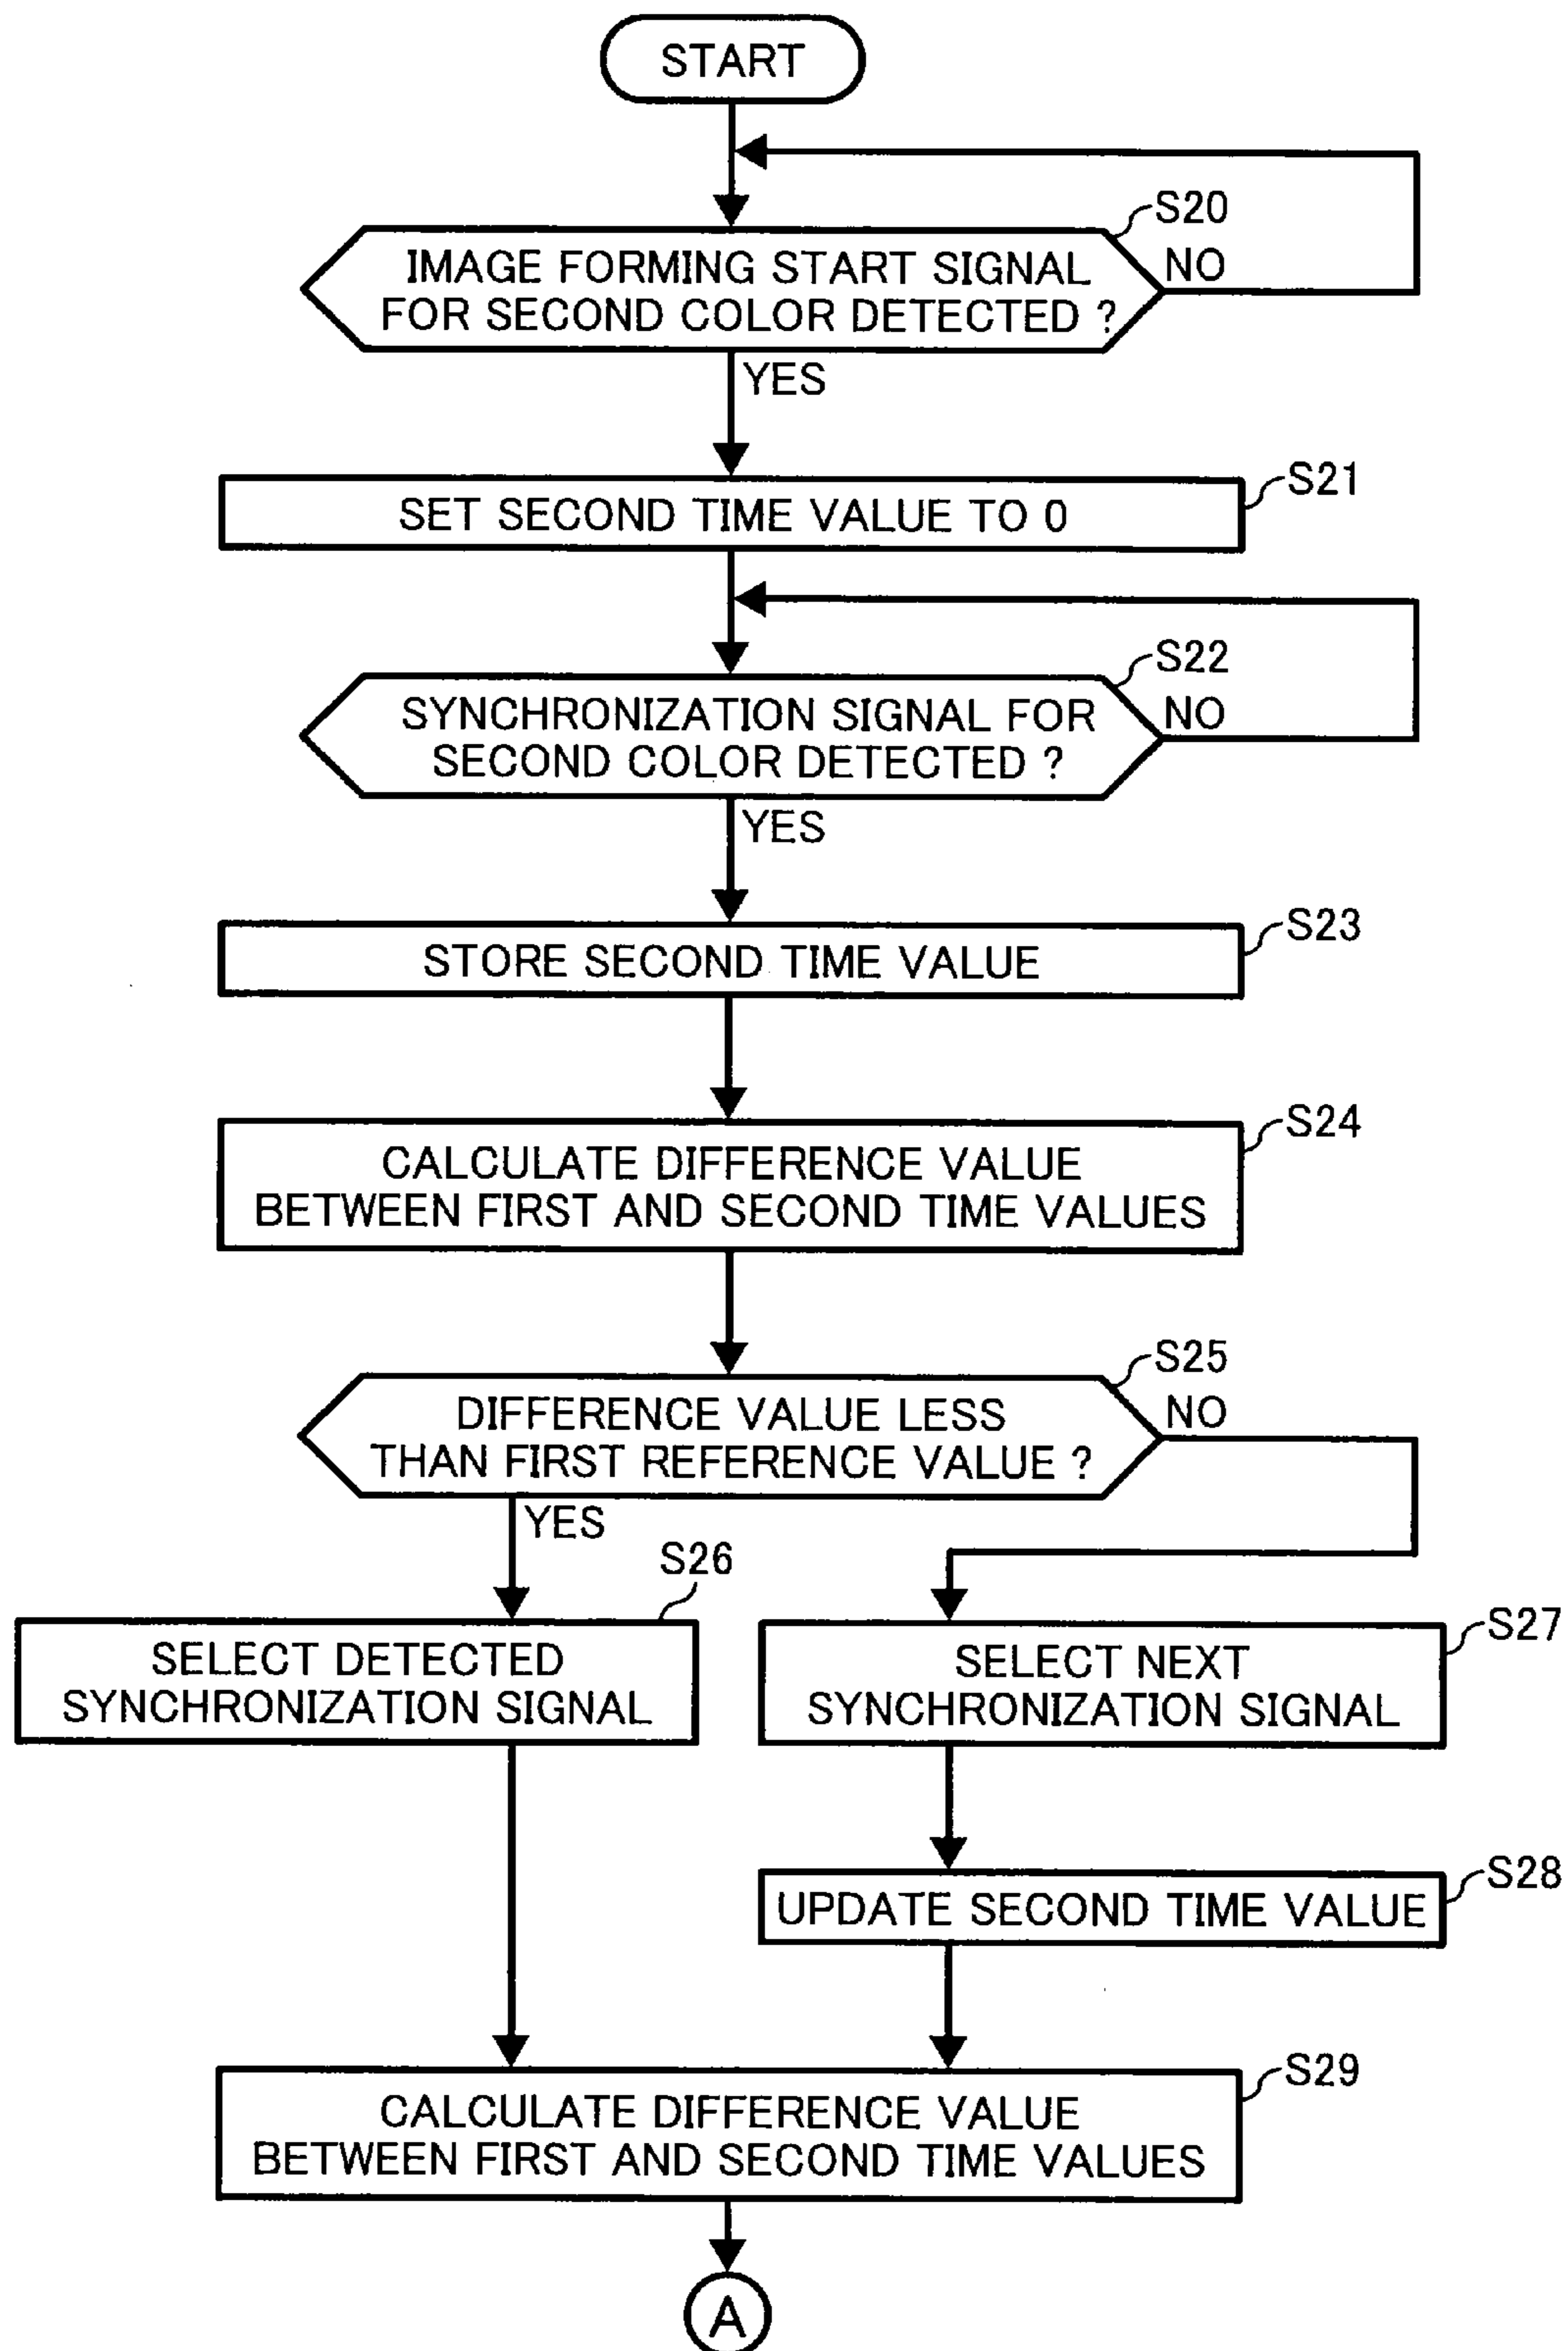 START
S20
IMAGE FORMING START SIGNAL
FOR SECOND COLOR DETECTED ?
NO
YES
S21
SET SECOND TIME VALUE TO 0
S22
SYNCHRONIZATION SIGNAL FOR
SECOND COLOR DETECTED ?
NO
YES
S23
STORE SECOND TIME VALUE
S24
CALCULATE DIFFERENCE VALUE
BETWEEN FIRST AND SECOND TIME VALUES
S25
DIFFERENCE VALUE LESS
THAN FIRST REFERENCE VALUE ?
NO
YES
S26
SELECT DETECTED
SYNCHRONIZATION SIGNAL
S27
SELECT NEXT
SYNCHRONIZATION SIGNAL
S28
UPDATE SECOND TIME VALUE
S29
CALCULATE DIFFERENCE VALUE
BETWEEN FIRST AND SECOND TIME VALUES
A